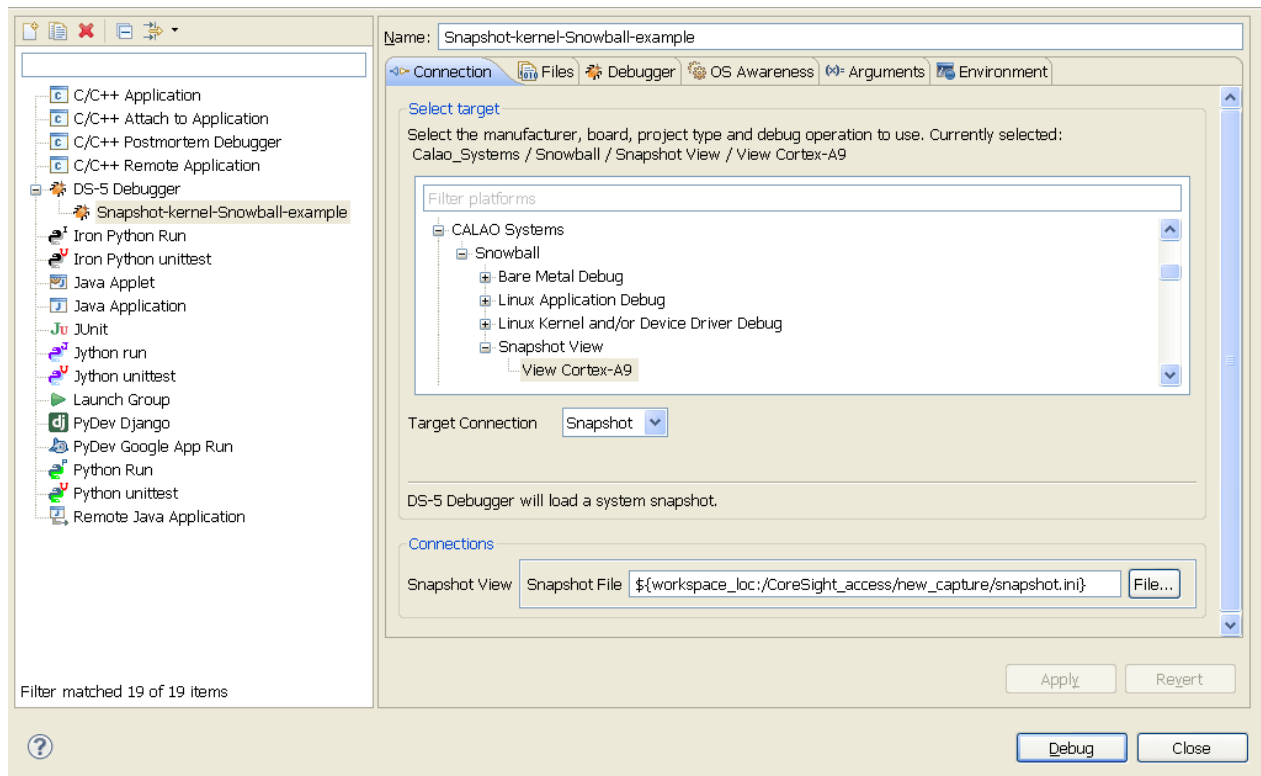 Name: Snapshot-kernel-Snowball-example
Connection Files Debugger OS Awareness Arguments Environment
C/C++ Application
C/C++ Attach to Application
C/C++ Postmortem Debugger
C/C++ Remote Application
DS-5 Debugger
Snapshot-kernel-Snowball-example
Iron Python Run
Iron Python unittest
Java Applet
Java Application
JUnit
Jython run
Jython unittest
Launch Group
PyDev Django
PyDev Google App Run
Python Run
Python unittest
Remote Java Application
Filter matched 19 of 19 items
Select target
Select the manufacturer, board, project type and debug operation to use. Currently selected:
Calao_Systems / Snowball / Snapshot View / View Cortex-A9
Filter platforms
CALAO Systems
Snowball
Bare Metal Debug
Linux Application Debug
Linux Kernel and/or Device Driver Debug
Snapshot View
View Cortex-A9
Target Connection Snapshot
DS-5 Debugger will load a system snapshot.
Connections
Snapshot View Snapshot File ${workspace_loc:/CoreSight_access/new_capture/snapshot.ini} File...
Apply Revert
Debug Close